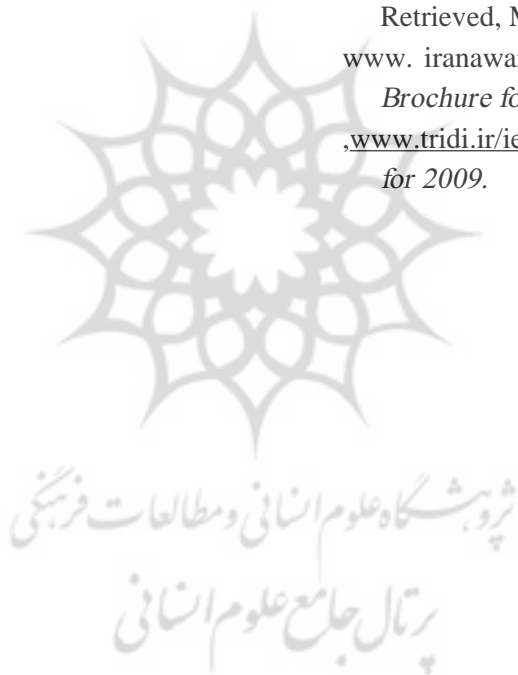 Retrieved, M
www. iranawar
Brochure fo
,www.tridi.ir/ie
for 2009.
پژوهشگاه علوم انسانی و مطالعات فرهنگی
پرتال جامع علوم انسانی